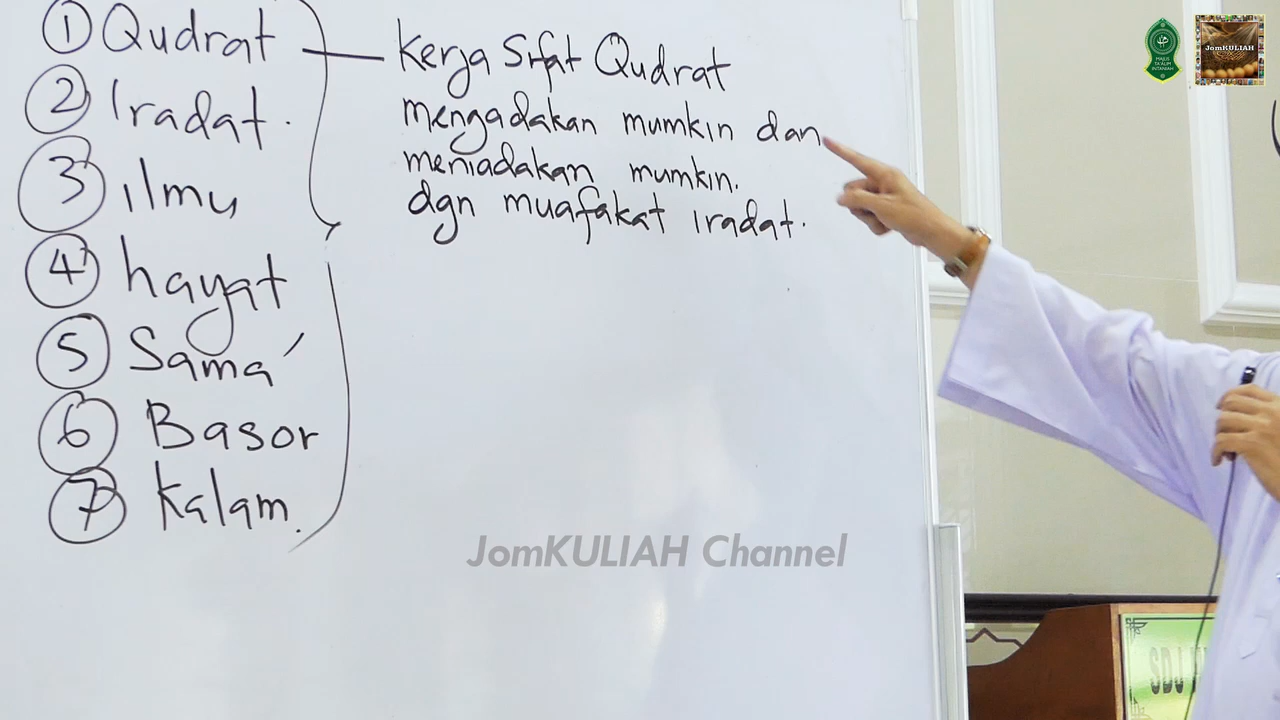 ① Qudrat
② Iradat.
③ ilmu
④ hayat
⑤ Sama'
⑥ Basor
⑦ Kalam.
Kerja Sifat Qudrat
mengadakan mumkin dan
meniadakan mumkin.
dgn muafakat iradat.
JomKULIAH
JomKULIAH Channel
SDJ